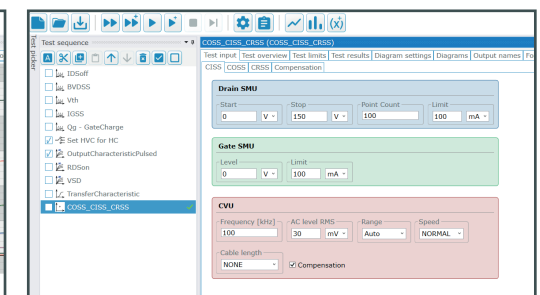 COSS_CISS_CRSS (COSS_CISS_CRSS)
Test sequence
Test picker
Test input Test overview Test limits Test results Diagram settings Diagrams Output names Fo
CISS COSS CRSS Compensation
IDSoff
BVDSS
Vth
IGSS
Qg - GateCharge
Set HVC for HC
OutputCharacteristicPulsed
RDSon
VSD
TransferCharacteristic
COSS_CISS_CRSS
Drain SMU
Start Stop Point Count Limit
0 V 150 V 100 100 mA
Gate SMU
Level Limit
0 V 100 mA
CVU
Frequency [kHz] AC level RMS Range Speed
100 30 mV Auto NORMAL
Cable length
NONE Compensation